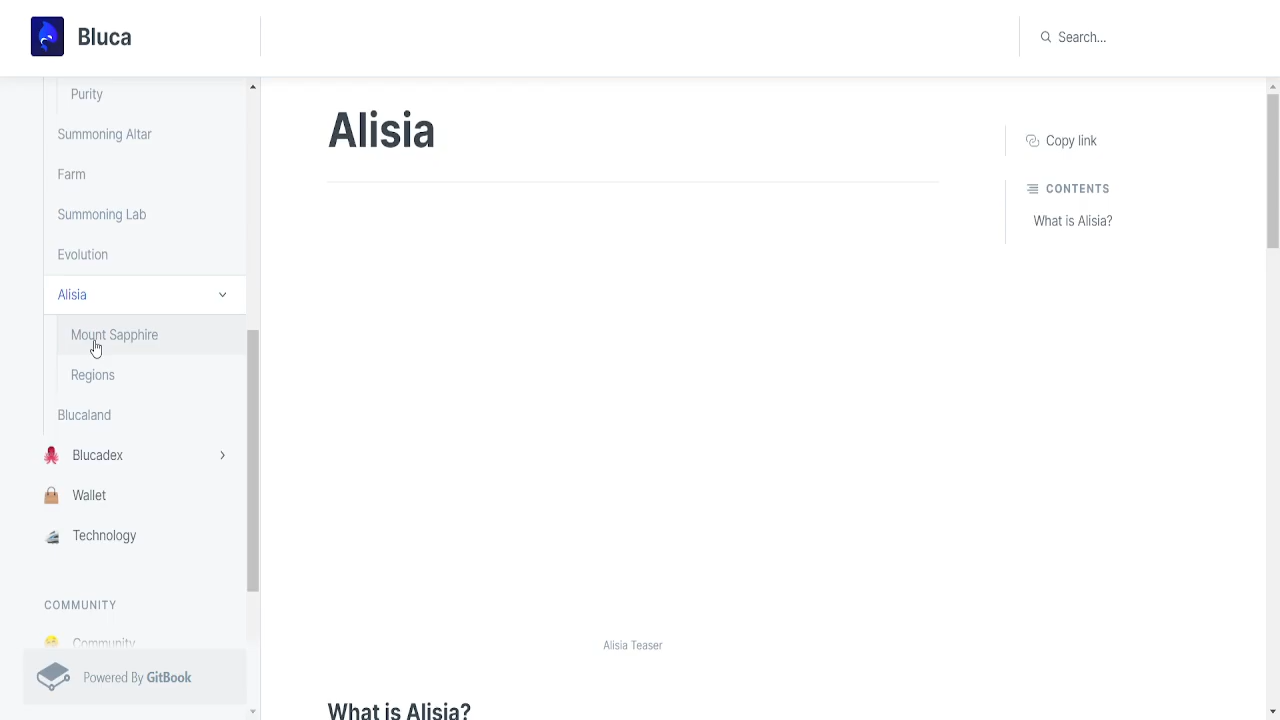 Bluca
Search...
Purity
Summoning Altar
Farm
Summoning Lab
Evolution
Alisia
Mount Sapphire
Regions
Blucaland
Blucadex
Wallet
Technology
COMMUNITY
Community
Powered By GitBook
Alisia
Alisia Teaser
What is Alisia?
Copy link
CONTENTS
What is Alisia?